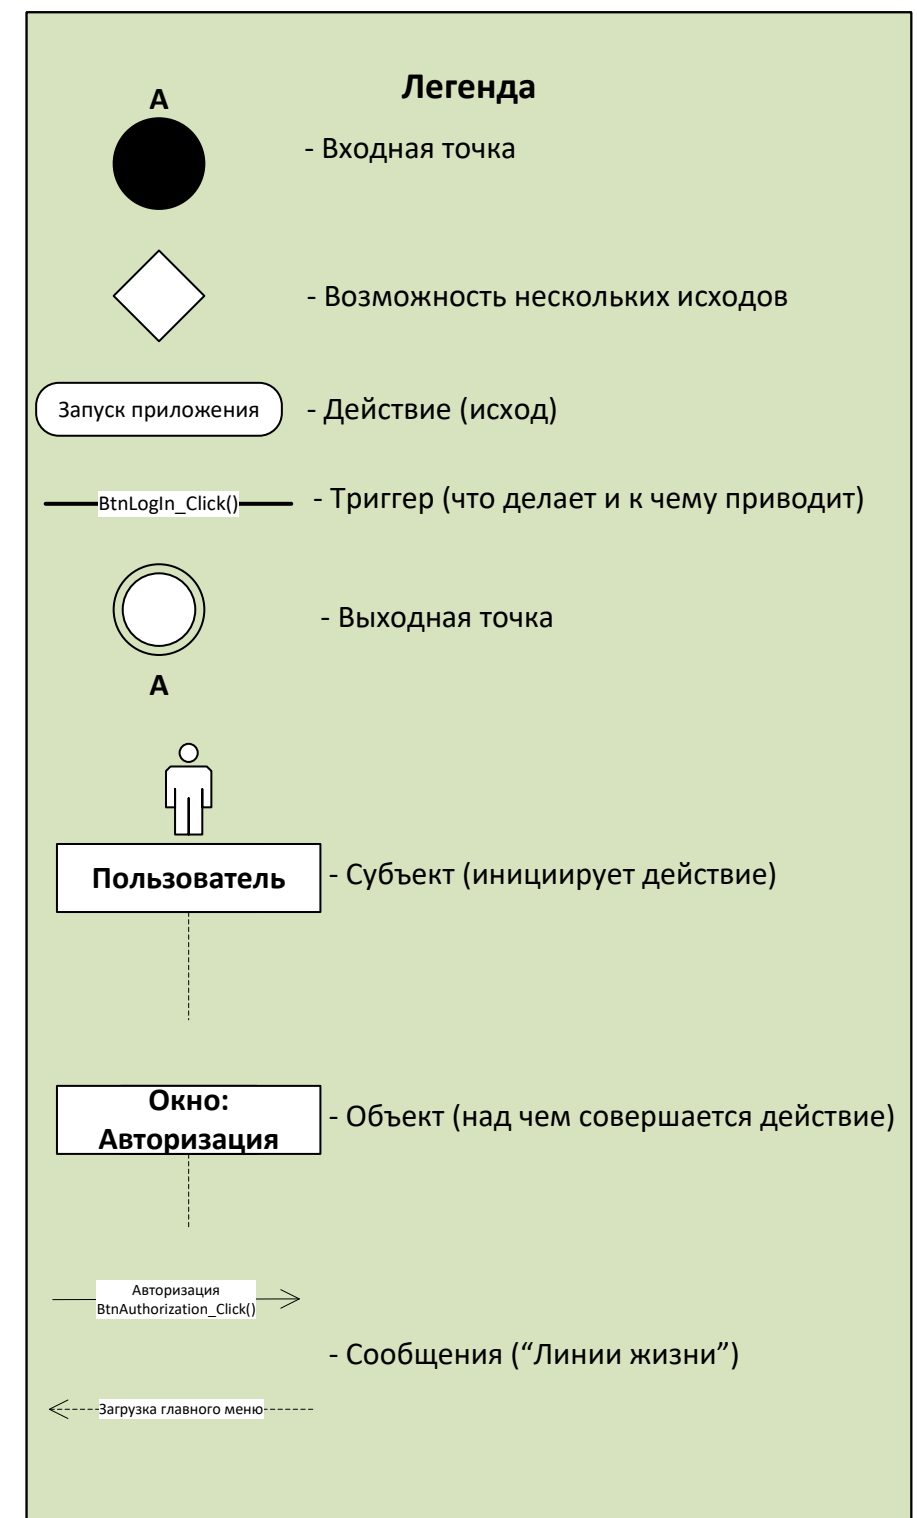 Легенда
А
- Входная точка
- Возможность нескольких исходов
Запуск приложения
- Действие (исход)
BtnLogIn_Click()
- Триггер (что делает и к чему приводит)
- Выходная точка
А
Пользователь
- Субъект (инициирует действие)
Окно:
Авторизация
- Объект (над чем совершается действие)
Авторизация
BtnAuthorization_Click()
- Сообщения (“Линии жизни”)
Загрузка главного меню